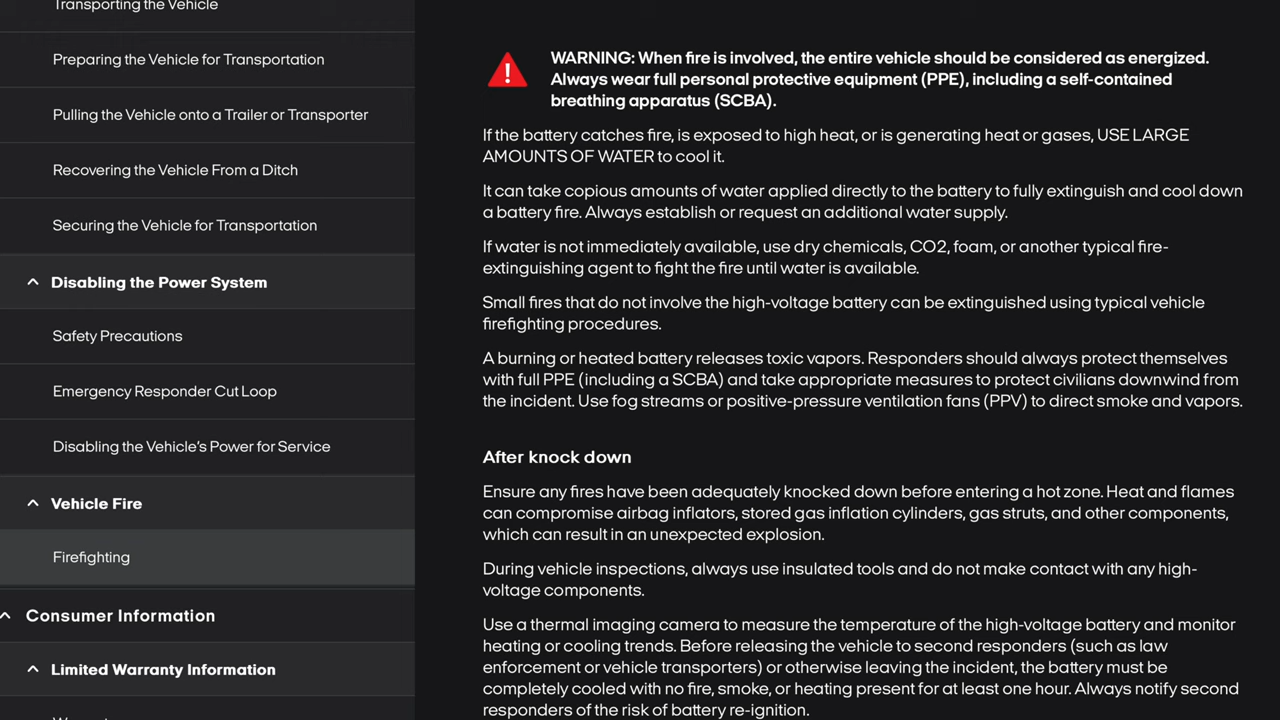 Transporting the Vehicle
Preparing the Vehicle for Transportation
Pulling the Vehicle onto a Trailer or Transporter
Recovering the Vehicle From a Ditch
Securing the Vehicle for Transportation
Disabling the Power System
Safety Precautions
Emergency Responder Cut Loop
Disabling the Vehicle's Power for Service
Vehicle Fire
Firefighting
Consumer Information
Limited Warranty Information
WARNING: When fire is involved, the entire vehicle should be considered as energized.
Always wear full personal protective equipment (PPE), including a self-contained
breathing apparatus (SCBA).
If the battery catches fire, is exposed to high heat, or is generating heat or gases, USE LARGE
AMOUNTS OF WATER to cool it.
It can take copious amounts of water applied directly to the battery to fully extinguish and cool down
a battery fire. Always establish or request an additional water supply.
If water is not immediately available, use dry chemicals, CO2, foam, or another typical fire-
extinguishing agent to fight the fire until water is available.
Small fires that do not involve the high-voltage battery can be extinguished using typical vehicle
firefighting procedures.
A burning or heated battery releases toxic vapors. Responders should always protect themselves
with full PPE (including a SCBA) and take appropriate measures to protect civilians downwind from
the incident. Use fog streams or positive-pressure ventilation fans (PPV) to direct smoke and vapors.
After knock down
Ensure any fires have been adequately knocked down before entering a hot zone. Heat and flames
can compromise airbag inflators, stored gas inflation cylinders, gas struts, and other components,
which can result in an unexpected explosion.
During vehicle inspections, always use insulated tools and do not make contact with any high-
voltage components.
Use a thermal imaging camera to measure the temperature of the high-voltage battery and monitor
heating or cooling trends. Before releasing the vehicle to second responders (such as law
enforcement or vehicle transporters) or otherwise leaving the incident, the battery must be
completely cooled with no fire, smoke, or heating present for at least one hour. Always notify second
responders of the risk of battery re-ignition.